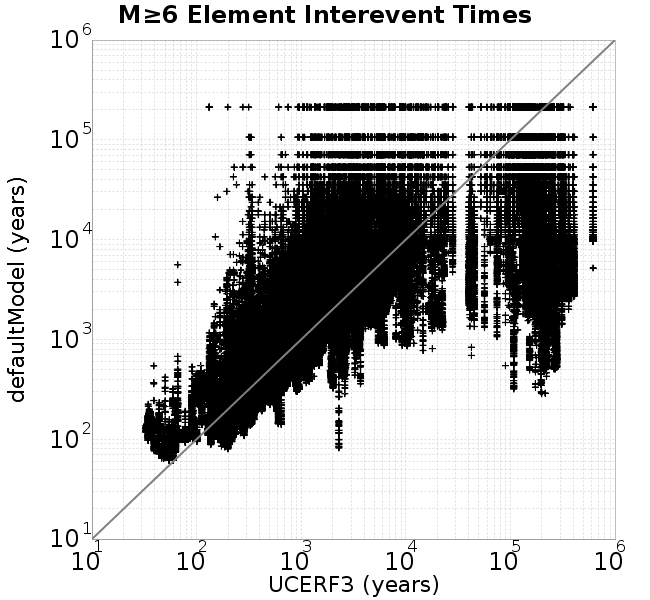 M≥6 Element Interevent Times
10^6
10^5
10^4
10^3
10^2
10^1
defaultModel (years)
10^1 10^2 10^3 10^4 10^5 10^6
UCERF3 (years)